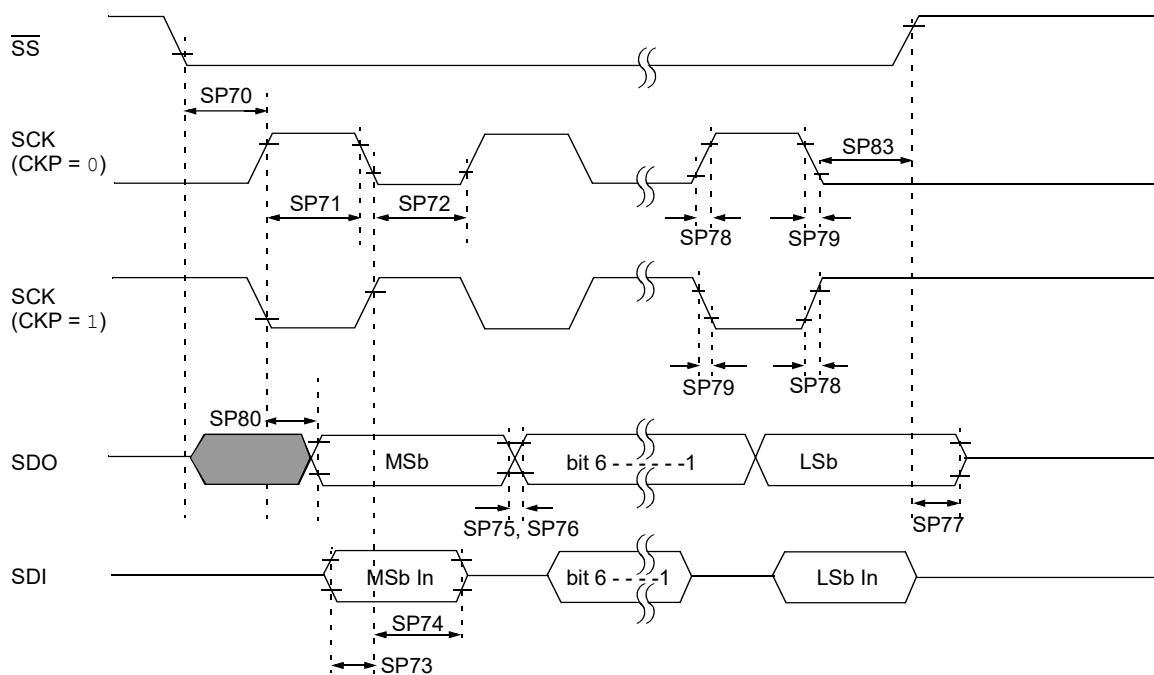 SS
SP70
SCK
(CKP = 0)
SP83
SP71
SP72
SP78
SP79
SCK
(CKP = 1)
SP79
SP78
SP80
SDO
MSb
bit 6 - - - - - -1
LSb
SP75, SP76
SP77
SDI
MSb In
bit 6 - - - - -1
LSb In
SP74
SP73